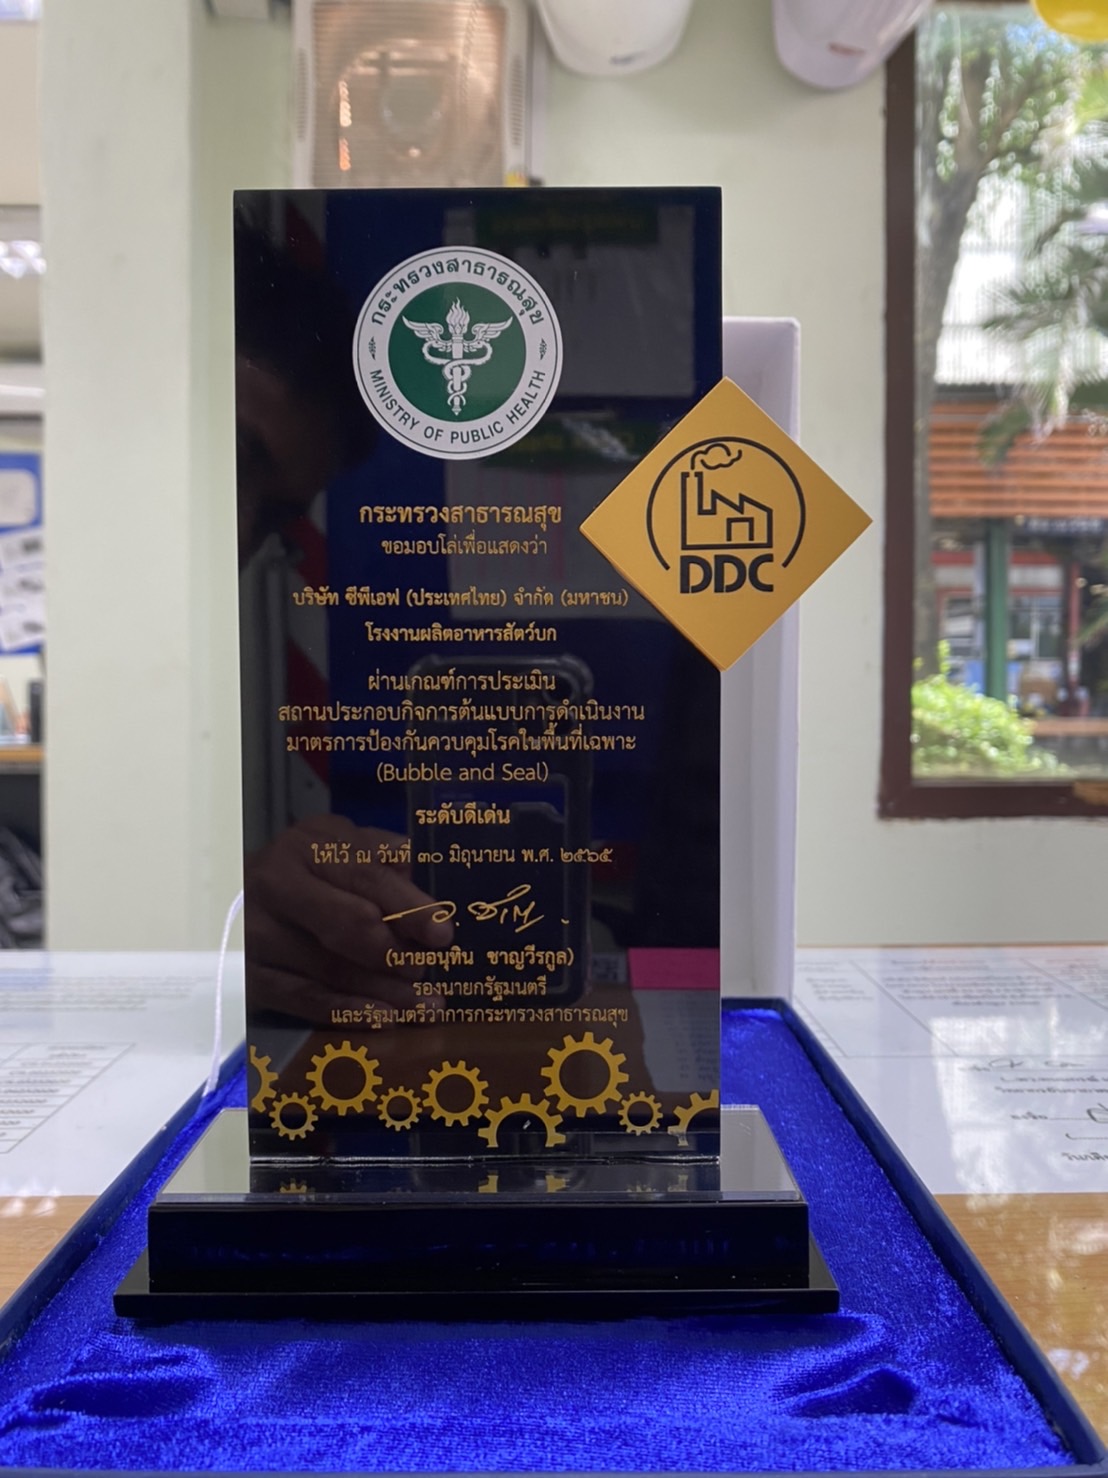 กระทรวงสาธารณสุข
MINISTRY OF PUBLIC HEALTH
กระทรวงสาธารณสุข
ขอมอบโล่เพื่อแสดงว่า
บริษัท ซีพีเอฟ (ประเทศไทย) จำกัด (มหาชน)
โรงงานผลิตอาหารสัตว์บก
ผ่านเกณฑ์การประเมิน
สถานประกอบกิจการต้นแบบการดำเนินงาน
มาตรการป้องกันควบคุมโรคในพื้นที่เฉพาะ
(Bubble and Seal)
ระดับดีเด่น
ให้ไว้ ณ วันที่ ๓๐ มิถุนายน พ.ศ. ๒๕๖๕
(นายอนุทิน ชาญวีรกูล)
รองนายกรัฐมนตรี
และรัฐมนตรีว่าการกระทรวงสาธารณสุข
DDC